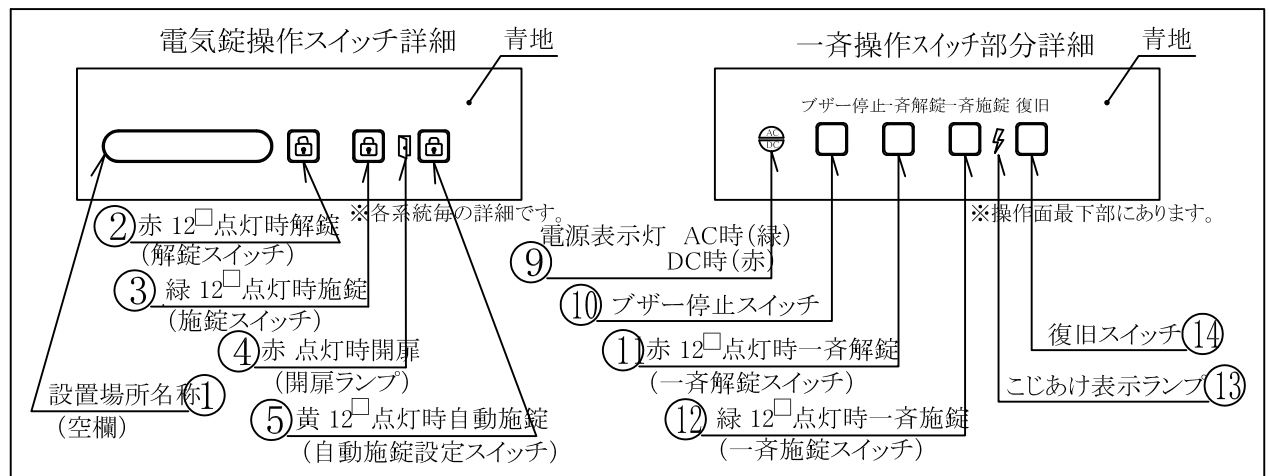 電気錠操作スイッチ詳細
青地
※各系統毎の詳細です。
②赤 12□点灯時解錠
(解錠スイッチ)
③緑 12□点灯時施錠
(施錠スイッチ)
④赤 点灯時開扉
(開扉ランプ)
設置場所名称①
(空欄)
⑤黄 12□点灯時自動施錠
(自動施錠設定スイッチ)
一斉操作スイッチ部分詳細
青地
ブザー停止一斉解錠一斉施錠 復旧
AC
DC
※操作面最下部にあります。
⑨電源表示灯 AC時(緑)
DC時(赤)
⑩ブザー停止スイッチ
⑪赤 12□点灯時一斉解錠
(一斉解錠スイッチ)
⑫緑 12□点灯時一斉施錠
(一斉施錠スイッチ)
復旧スイッチ⑭
こじあけ表示ランプ⑬